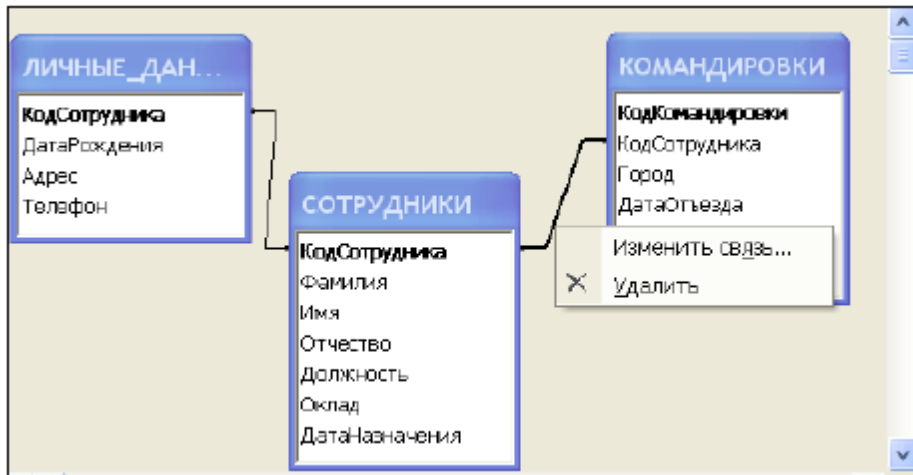 ЛИЧНЫЕ_ДАН...
КодСотрудника
ДатаРождения
Адрес
Телефон
СОТРУДНИКИ
КодСотрудника
Фамилия
Имя
Отчество
Должность
Оклад
ДатаНазначения
КОМАНДИРОВКИ
КодКомандировки
КодСотрудника
Город
ДатаОтъезда
Изменить связь...
Удалить